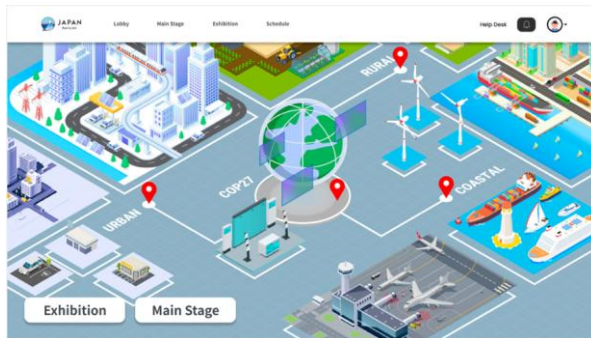 JAPAN
Lobby
Main Stage
Exhibition
Schedule
Help Desk
RURAL
COP27
COASTAL
URBAN
Exhibition
Main Stage